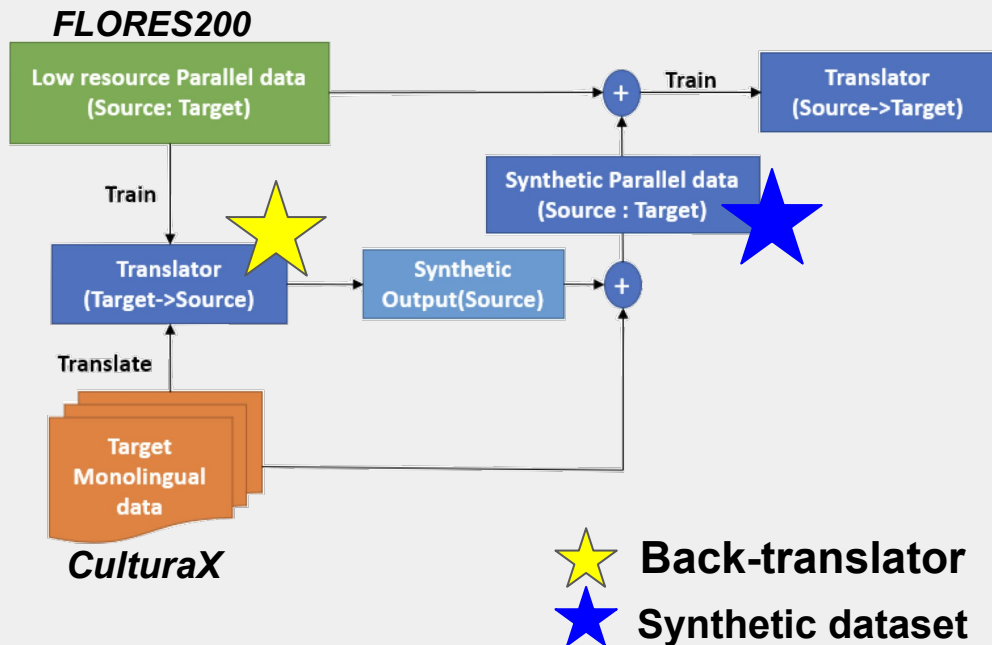 FLORES200
Low resource Parallel data
(Source: Target)
+
Train
Translator
(Source->Target)
Train
Synthetic Parallel data
(Source : Target)
Translator
(Target->Source)
Synthetic
Output(Source)
+
Translate
Target
Monolingual
data
CulturaX
Back-translator
Synthetic dataset